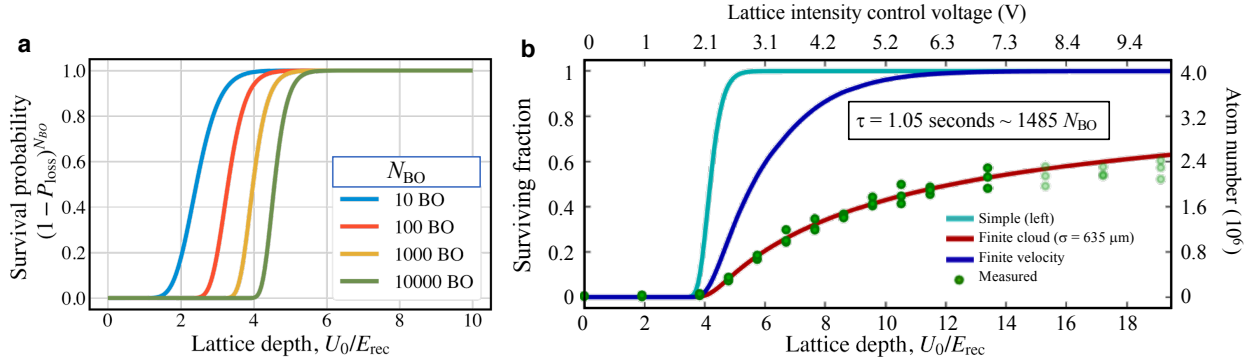 a
Survival probability
(1 − P_loss)^{N_BO}
1.0
0.8
0.6
0.4
0.2
0.0
N_BO
10 BO
100 BO
1000 BO
10000 BO
0 2 4 6 8 10
Lattice depth, U_0/E_rec
b
Lattice intensity control voltage (V)
0 1 2.1 3.1 4.2 5.2 6.3 7.3 8.4 9.4
Surviving fraction
1
0.8
0.6
0.4
0.2
0
τ = 1.05 seconds ~ 1485 N_BO
Simple (left)
Finite cloud (σ = 635 μm)
Finite velocity
Measured
4.0
3.2
2.4
1.6
0.8
0
Atom number (10^6)
0 2 4 6 8 10 12 14 16 18
Lattice depth, U_0/E_rec